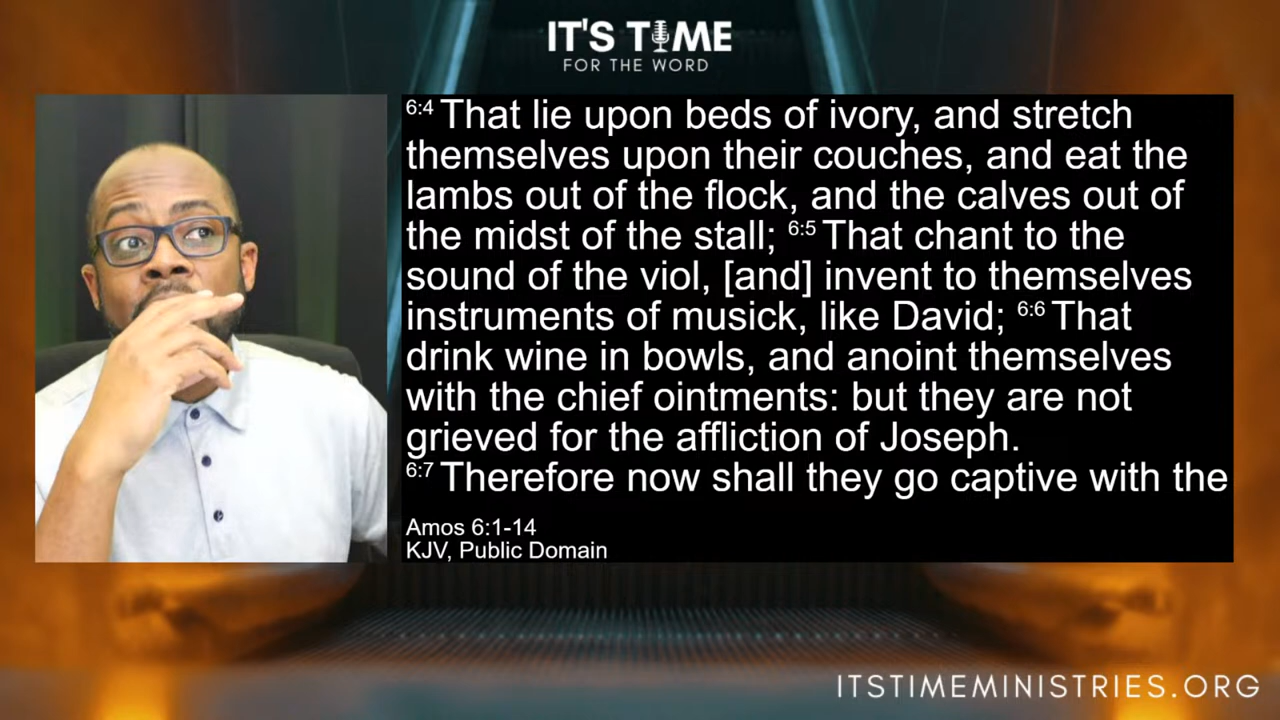 IT'S TIME
FOR THE WORD
6:4 That lie upon beds of ivory, and stretch
themselves upon their couches, and eat the
lambs out of the flock, and the calves out of
the midst of the stall; 6:5 That chant to the
sound of the viol, [and] invent to themselves
instruments of musick, like David; 6:6 That
drink wine in bowls, and anoint themselves
with the chief ointments: but they are not
grieved for the affliction of Joseph.
6:7 Therefore now shall they go captive with the
Amos 6:1-14
KJV, Public Domain
ITSTIMEMINISTRIES.ORG